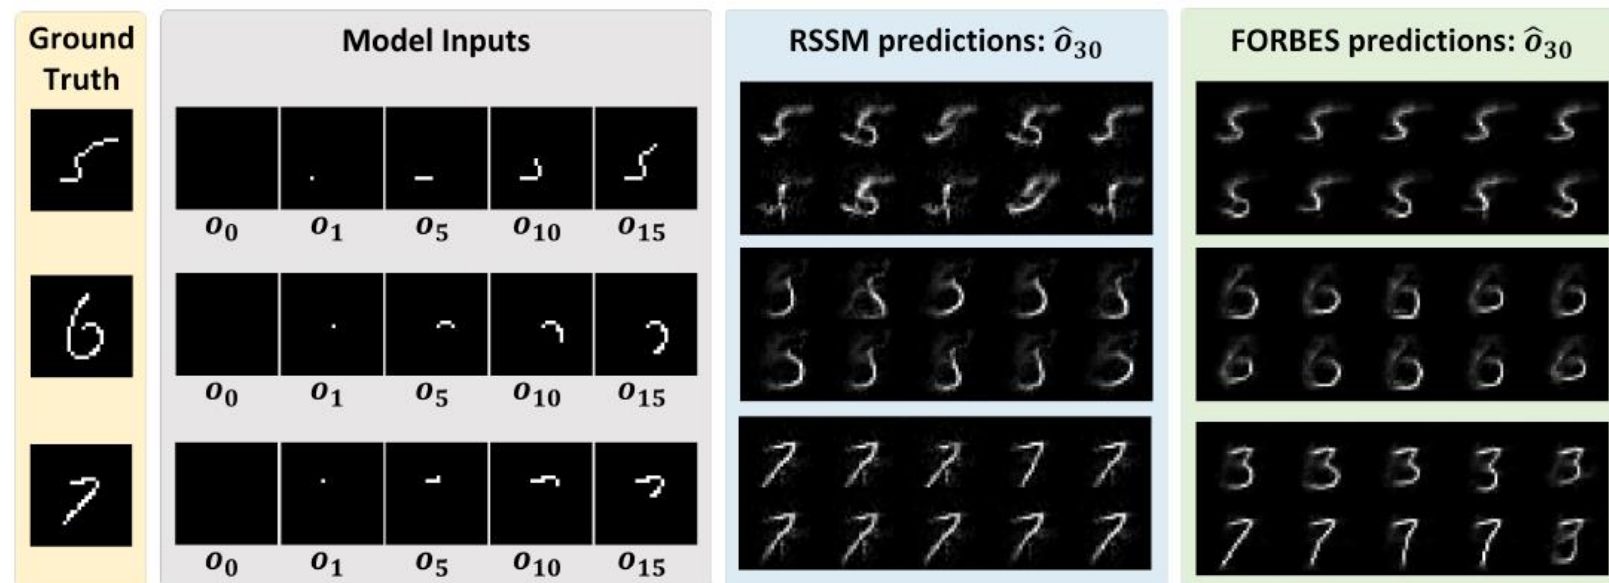 Ground Truth
Model Inputs
RSSM predictions: ô₃₀
FORBES predictions: ô₃₀
o₀ o₁ o₅ o₁₀ o₁₅
o₀ o₁ o₅ o₁₀ o₁₅
o₀ o₁ o₅ o₁₀ o₁₅